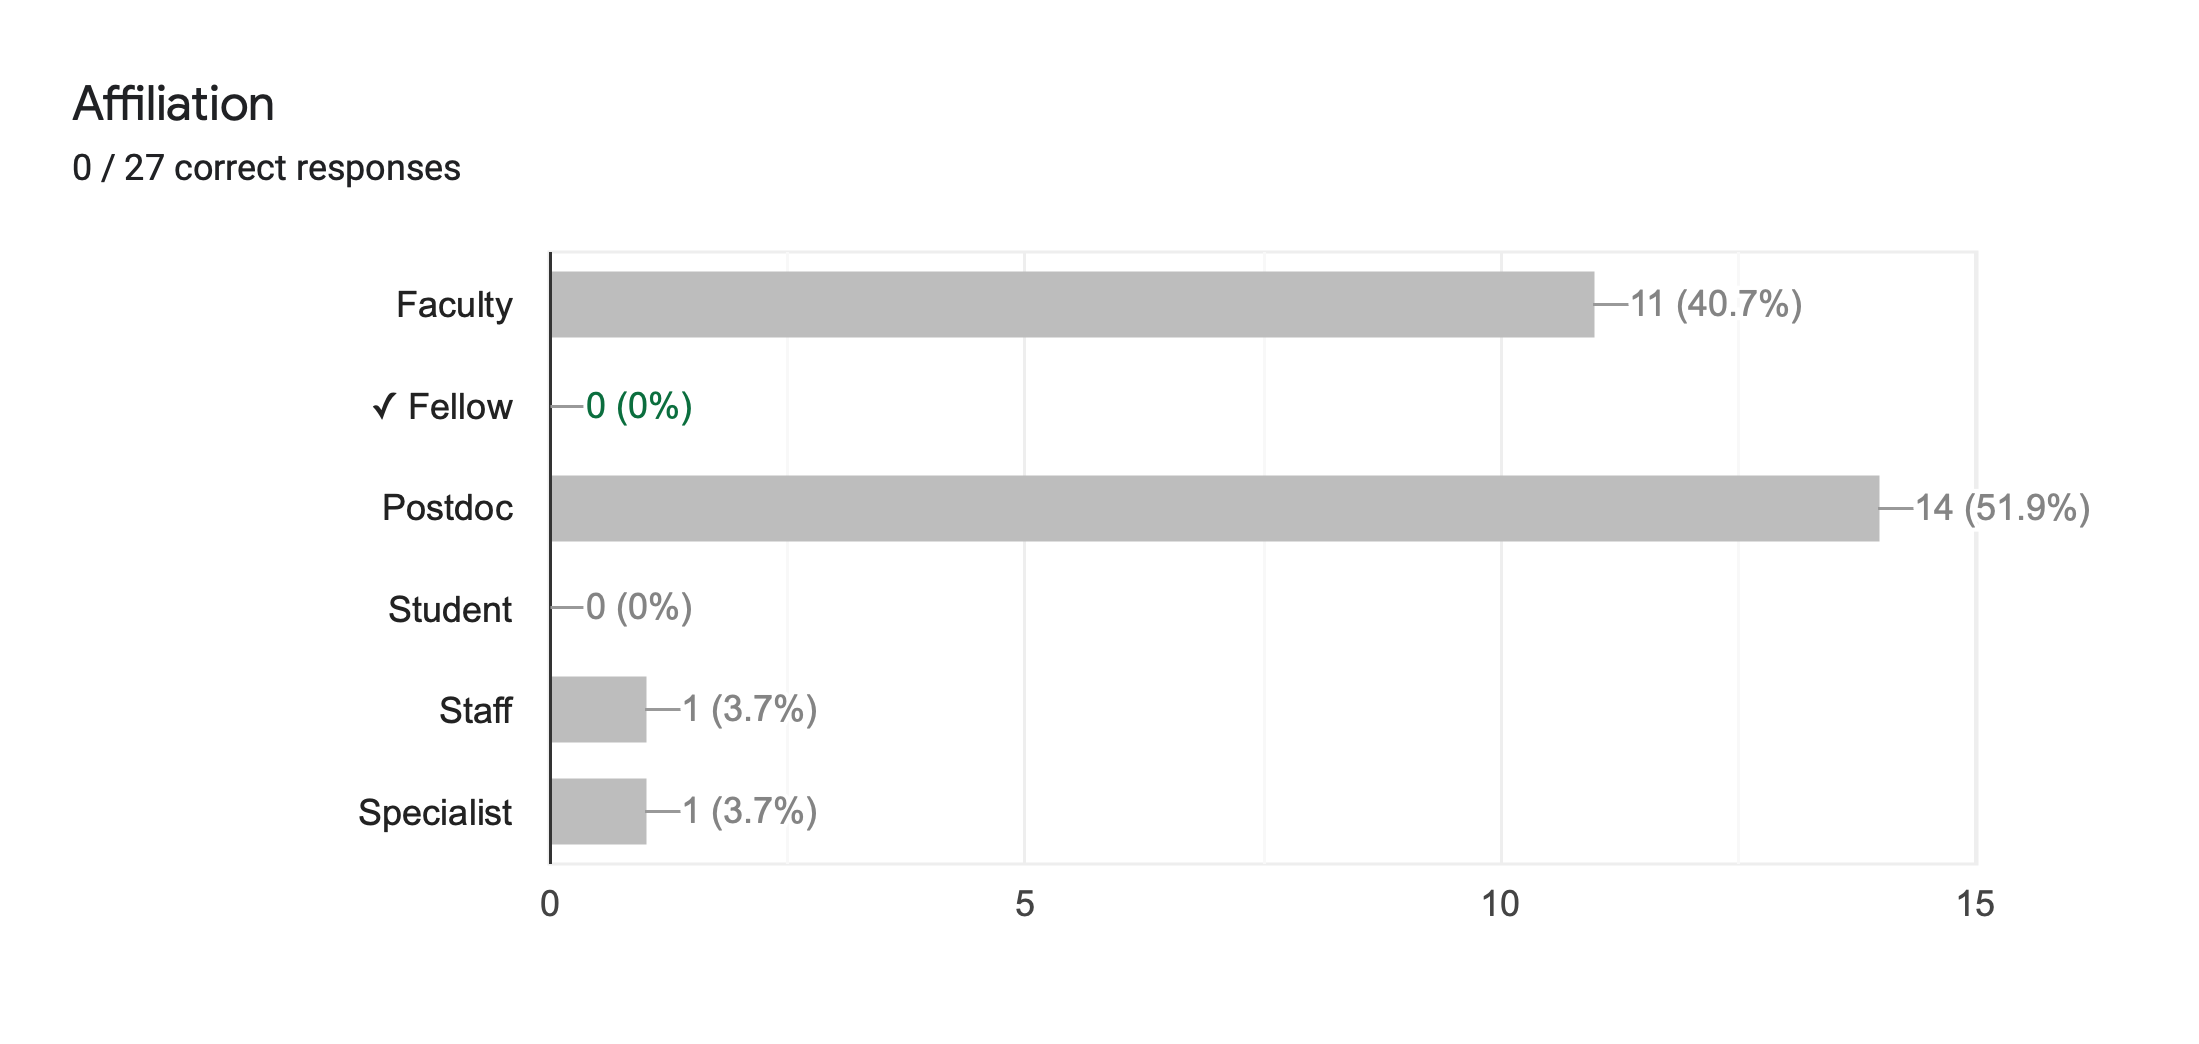 Affiliation
0 / 27 correct responses
Faculty 11 (40.7%)
✓ Fellow 0 (0%)
Postdoc 14 (51.9%)
Student 0 (0%)
Staff 1 (3.7%)
Specialist 1 (3.7%)
0 5 10 15